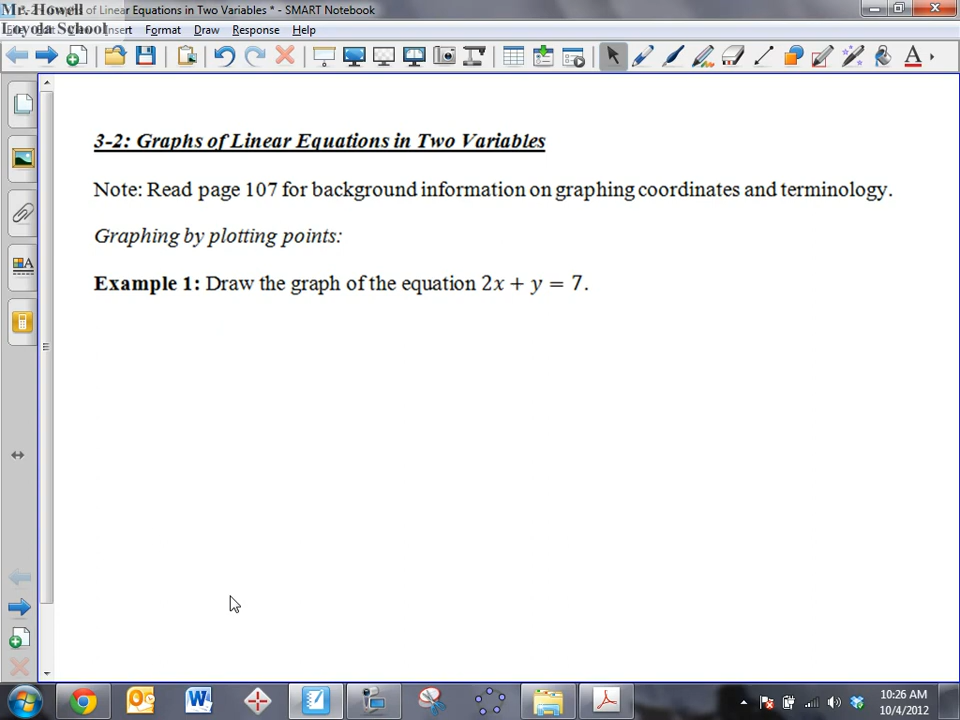 Mr. Howell
Loyola School
of Linear Equations in Two Variables * - SMART Notebook
Insert Format Draw Response Help
3-2: Graphs of Linear Equations in Two Variables
Note: Read page 107 for background information on graphing coordinates and terminology.
Graphing by plotting points:
Example 1: Draw the graph of the equation 2x + y = 7.
10:26 AM
10/4/2012